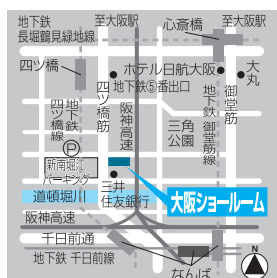 地下鉄
長堀鶴見緑地線
至大阪駅
至大阪駅
心斎橋
四ツ橋
ホテル日航大阪
大丸
地下鉄⑤番出口
地下鉄
四ツ橋線
四ツ橋筋
阪神高速
三角
公園
地下鉄 御堂筋線
御堂筋
P
新南堀江
パーキング
三井
住友銀行
大阪ショールーム
道頓堀川
阪神高速
千日前通
地下鉄 千日前線
なんば
N